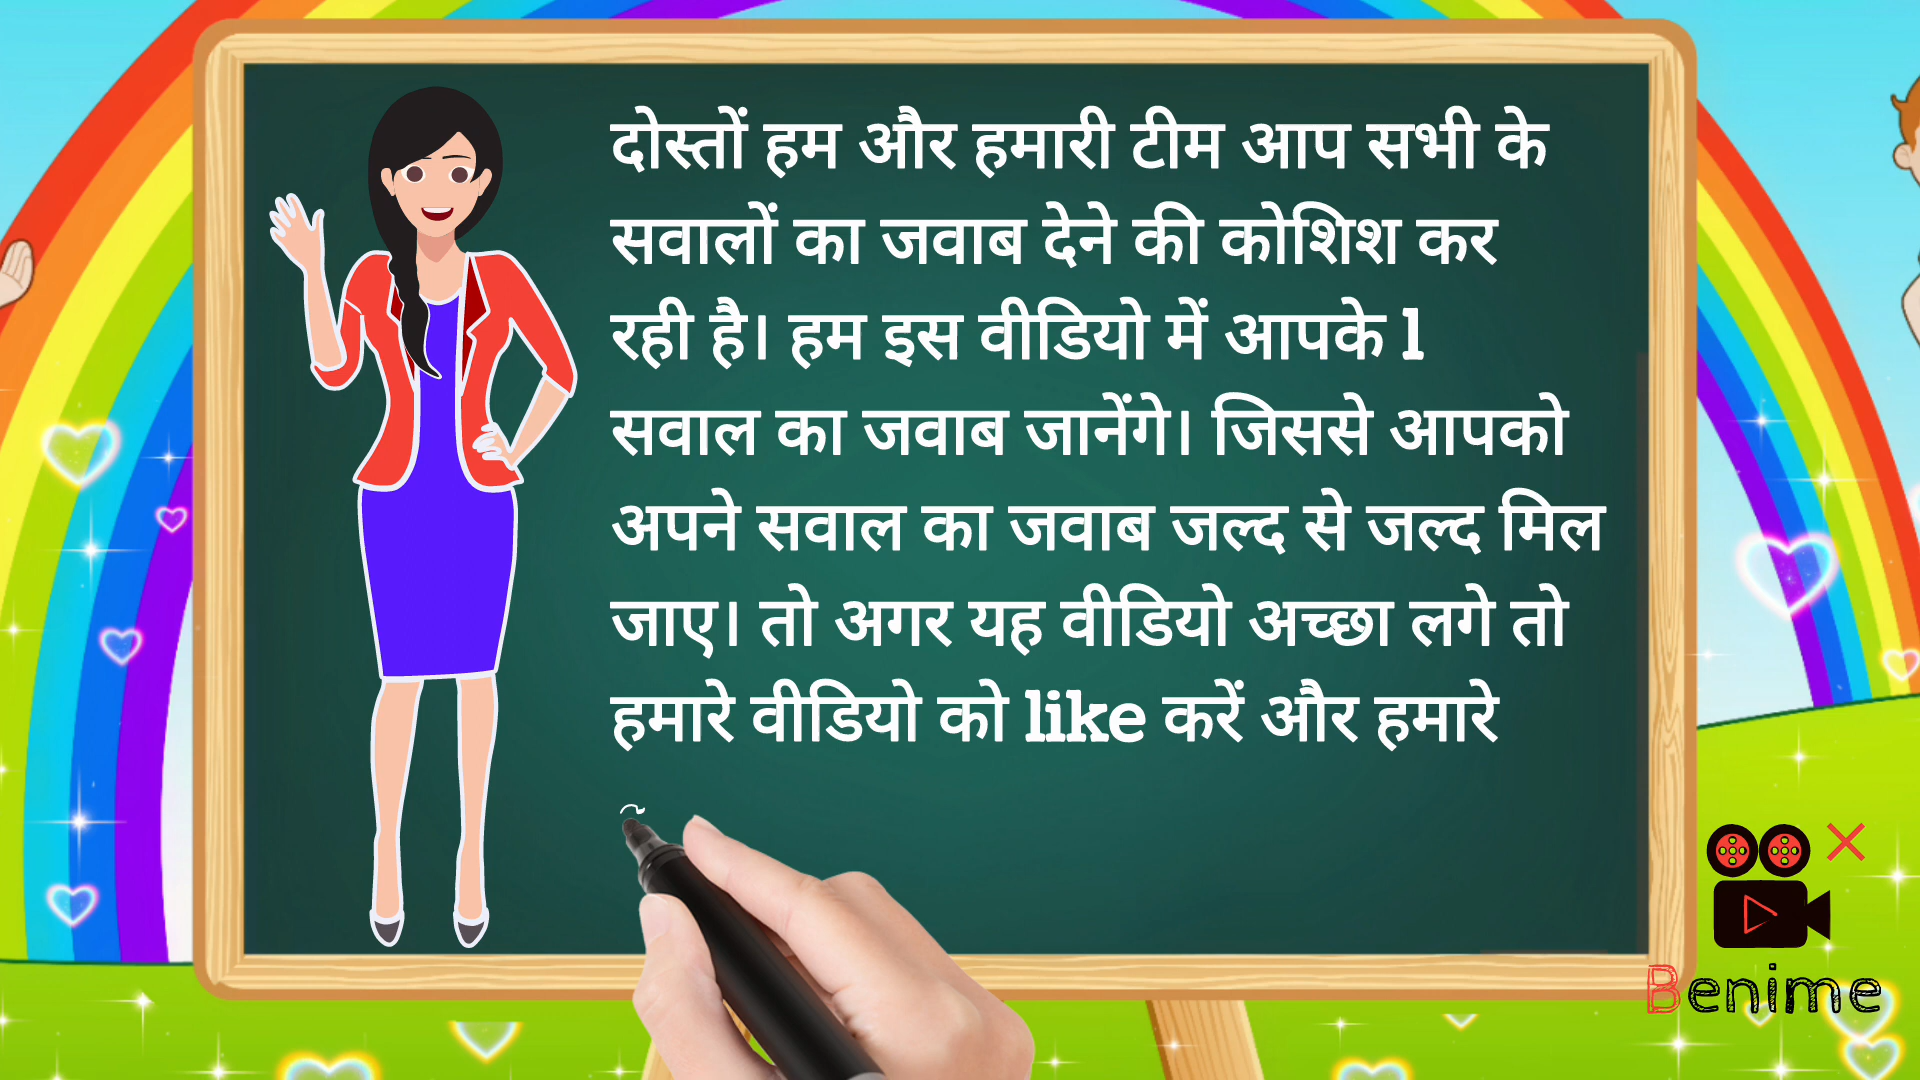 दोस्तों हम और हमारी टीम आप सभी के
सवालों का जवाब देने की कोशिश कर
रही है। हम इस वीडियो में आपके 1
सवाल का जवाब जानेंगे। जिससे आपको
अपने सवाल का जवाब जल्द से जल्द मिल
जाए। तो अगर यह वीडियो अच्छा लगे तो
हमारे वीडियो को like करें और हमारे
Benime